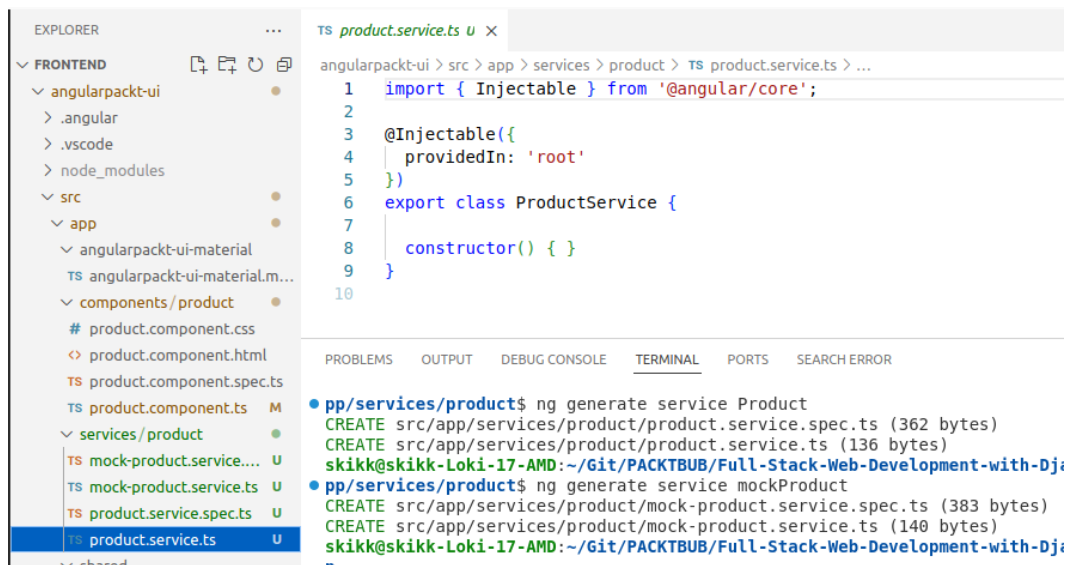 EXPLORER ...
FRONTEND
angularpackt-ui
.angular
.vscode
node_modules
src
app
angularpackt-ui-material
TS angularpackt-ui-material.m...
components/product
# product.component.css
<> product.component.html
TS product.component.spec.ts
TS product.component.ts M
services/product
TS mock-product.service.... U
TS mock-product.service.ts U
TS product.service.spec.ts U
TS product.service.ts U
shared
TS product.service.ts U ×
angularpackt-ui > src > app > services > product > TS product.service.ts > ...
1 import { Injectable } from '@angular/core';
2
3 @Injectable({
4 providedIn: 'root'
5 })
6 export class ProductService {
7
8 constructor() { }
9 }
10
PROBLEMS OUTPUT DEBUG CONSOLE TERMINAL PORTS SEARCH ERROR
pp/services/product$ ng generate service Product
CREATE src/app/services/product/product.service.spec.ts (362 bytes)
CREATE src/app/services/product/product.service.ts (136 bytes)
skikk@skikk-Loki-17-AMD:~/Git/PACKTBUB/Full-Stack-Web-Development-with-Dja
pp/services/product$ ng generate service mockProduct
CREATE src/app/services/product/mock-product.service.spec.ts (383 bytes)
CREATE src/app/services/product/mock-product.service.ts (140 bytes)
skikk@skikk-Loki-17-AMD:~/Git/PACKTBUB/Full-Stack-Web-Development-with-Dja